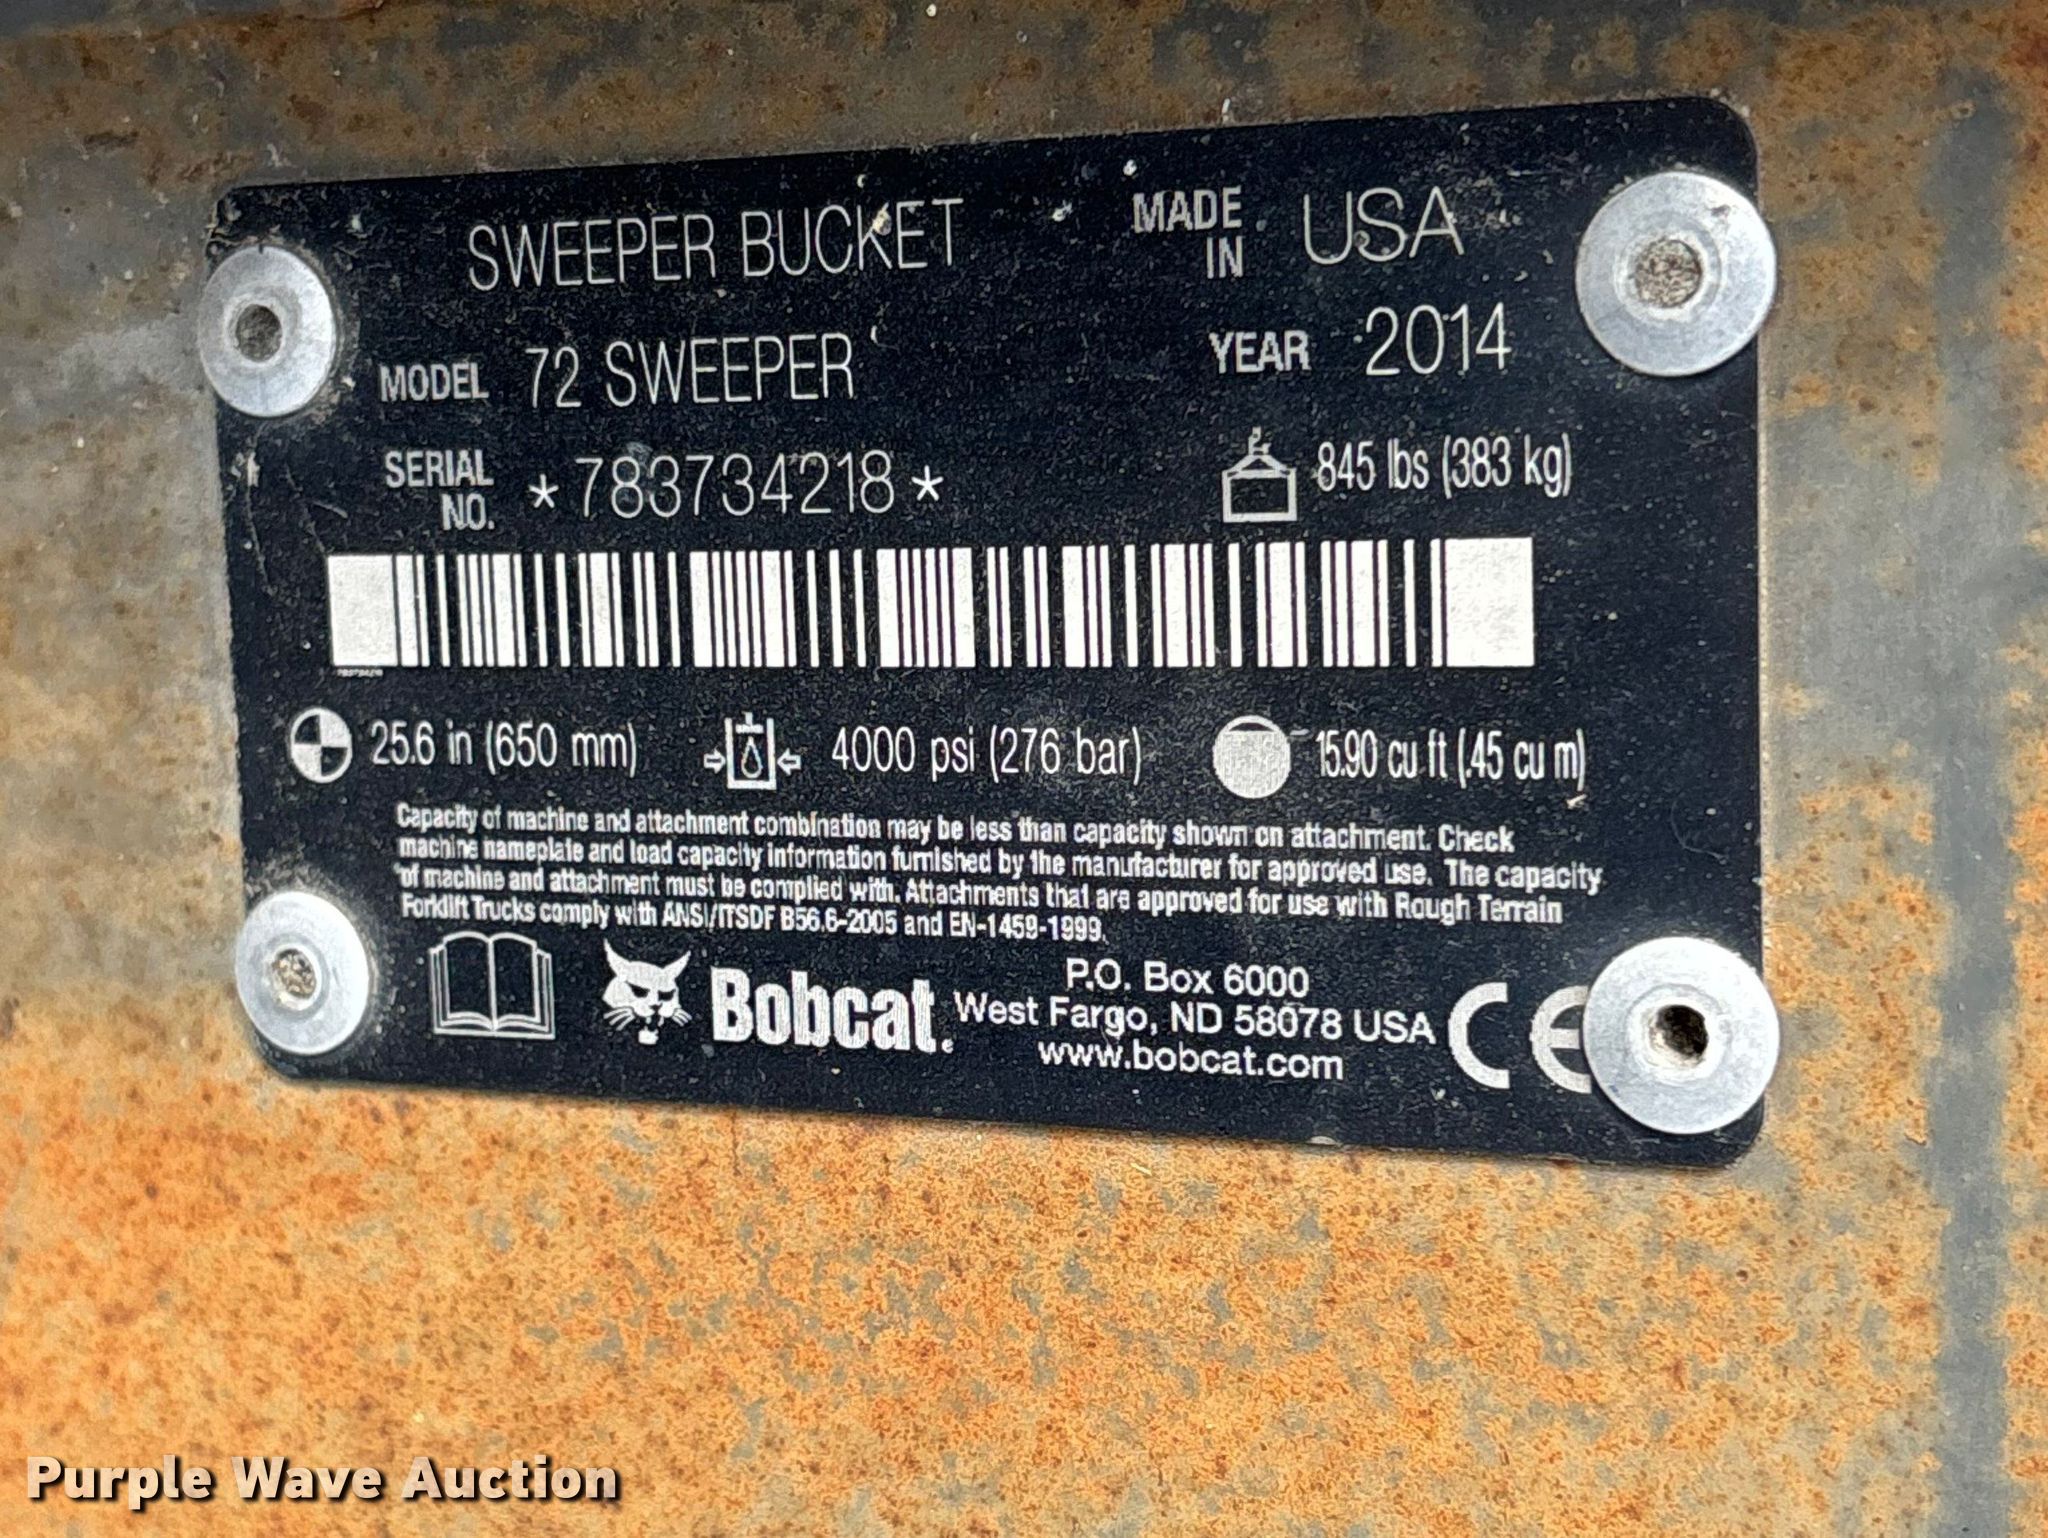 SWEEPER BUCKET MADE IN USA
MODEL 72 SWEEPER YEAR 2014
SERIAL NO. *783734218* 845 lbs (383 kg)
25.6 in (650 mm) 4000 psi (276 bar) 15.90 cu ft (.45 cu m)
Capacity of machine and attachment combination may be less than capacity shown on attachment. Check
machine nameplate and load capacity information furnished by the manufacturer for approved use. The capacity
of machine and attachment must be complied with. Attachments that are approved for use with Rough Terrain
Forklift Trucks comply with ANSI/ITSDF B56.6-2005 and EN-1459-1999.
Bobcat.
P.O. Box 6000
West Fargo, ND 58078 USA
www.bobcat.com
CE
Purple Wave Auction